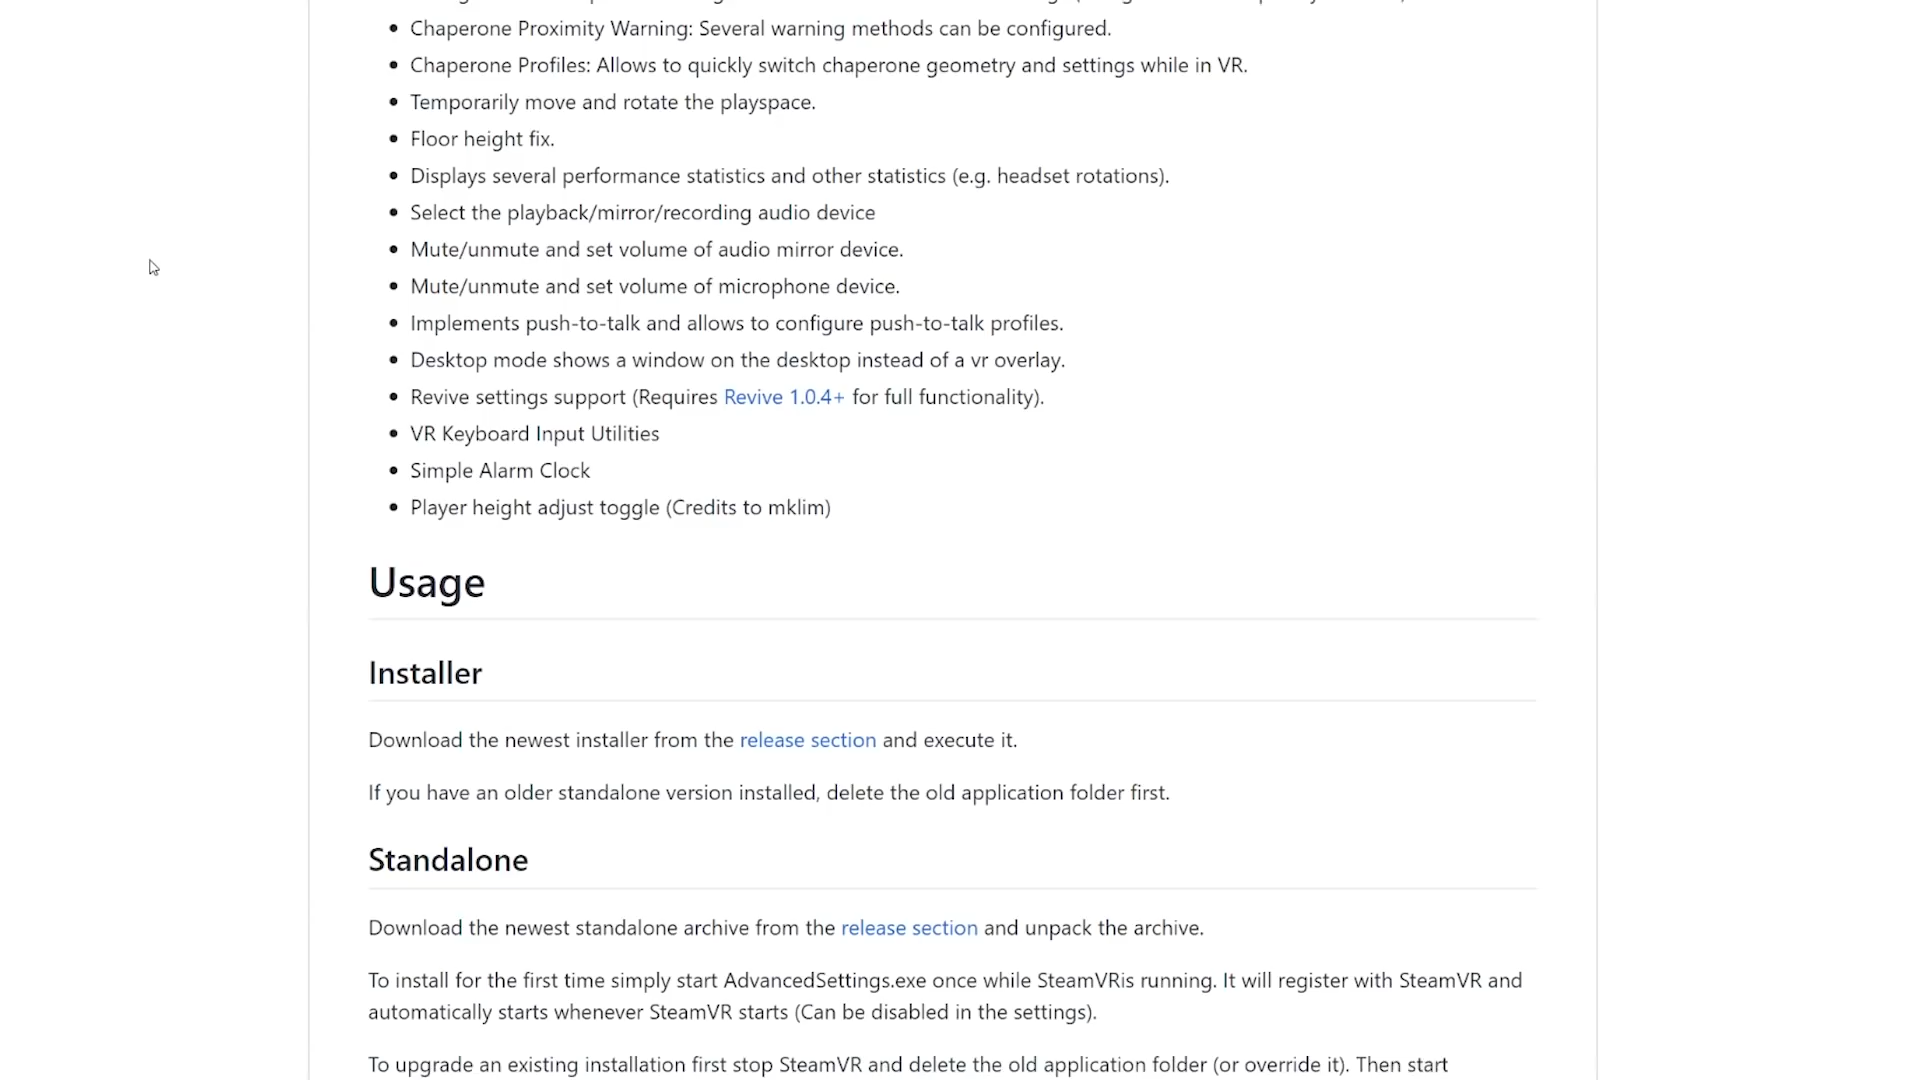 Chaperone Proximity Warning: Several warning methods can be configured.
Chaperone Profiles: Allows to quickly switch chaperone geometry and settings while in VR.
Temporarily move and rotate the playspace.
Floor height fix.
Displays several performance statistics and other statistics (e.g. headset rotations).
Select the playback/mirror/recording audio device
Mute/unmute and set volume of audio mirror device.
Mute/unmute and set volume of microphone device.
Implements push-to-talk and allows to configure push-to-talk profiles.
Desktop mode shows a window on the desktop instead of a vr overlay.
Revive settings support (Requires Revive 1.0.4+ for full functionality).
VR Keyboard Input Utilities
Simple Alarm Clock
Player height adjust toggle (Credits to mklim)
Usage
Installer
Download the newest installer from the release section and execute it.
If you have an older standalone version installed, delete the old application folder first.
Standalone
Download the newest standalone archive from the release section and unpack the archive.
To install for the first time simply start AdvancedSettings.exe once while SteamVRis running. It will register with SteamVR and
automatically starts whenever SteamVR starts (Can be disabled in the settings).
To upgrade an existing installation first stop SteamVR and delete the old application folder (or override it). Then start